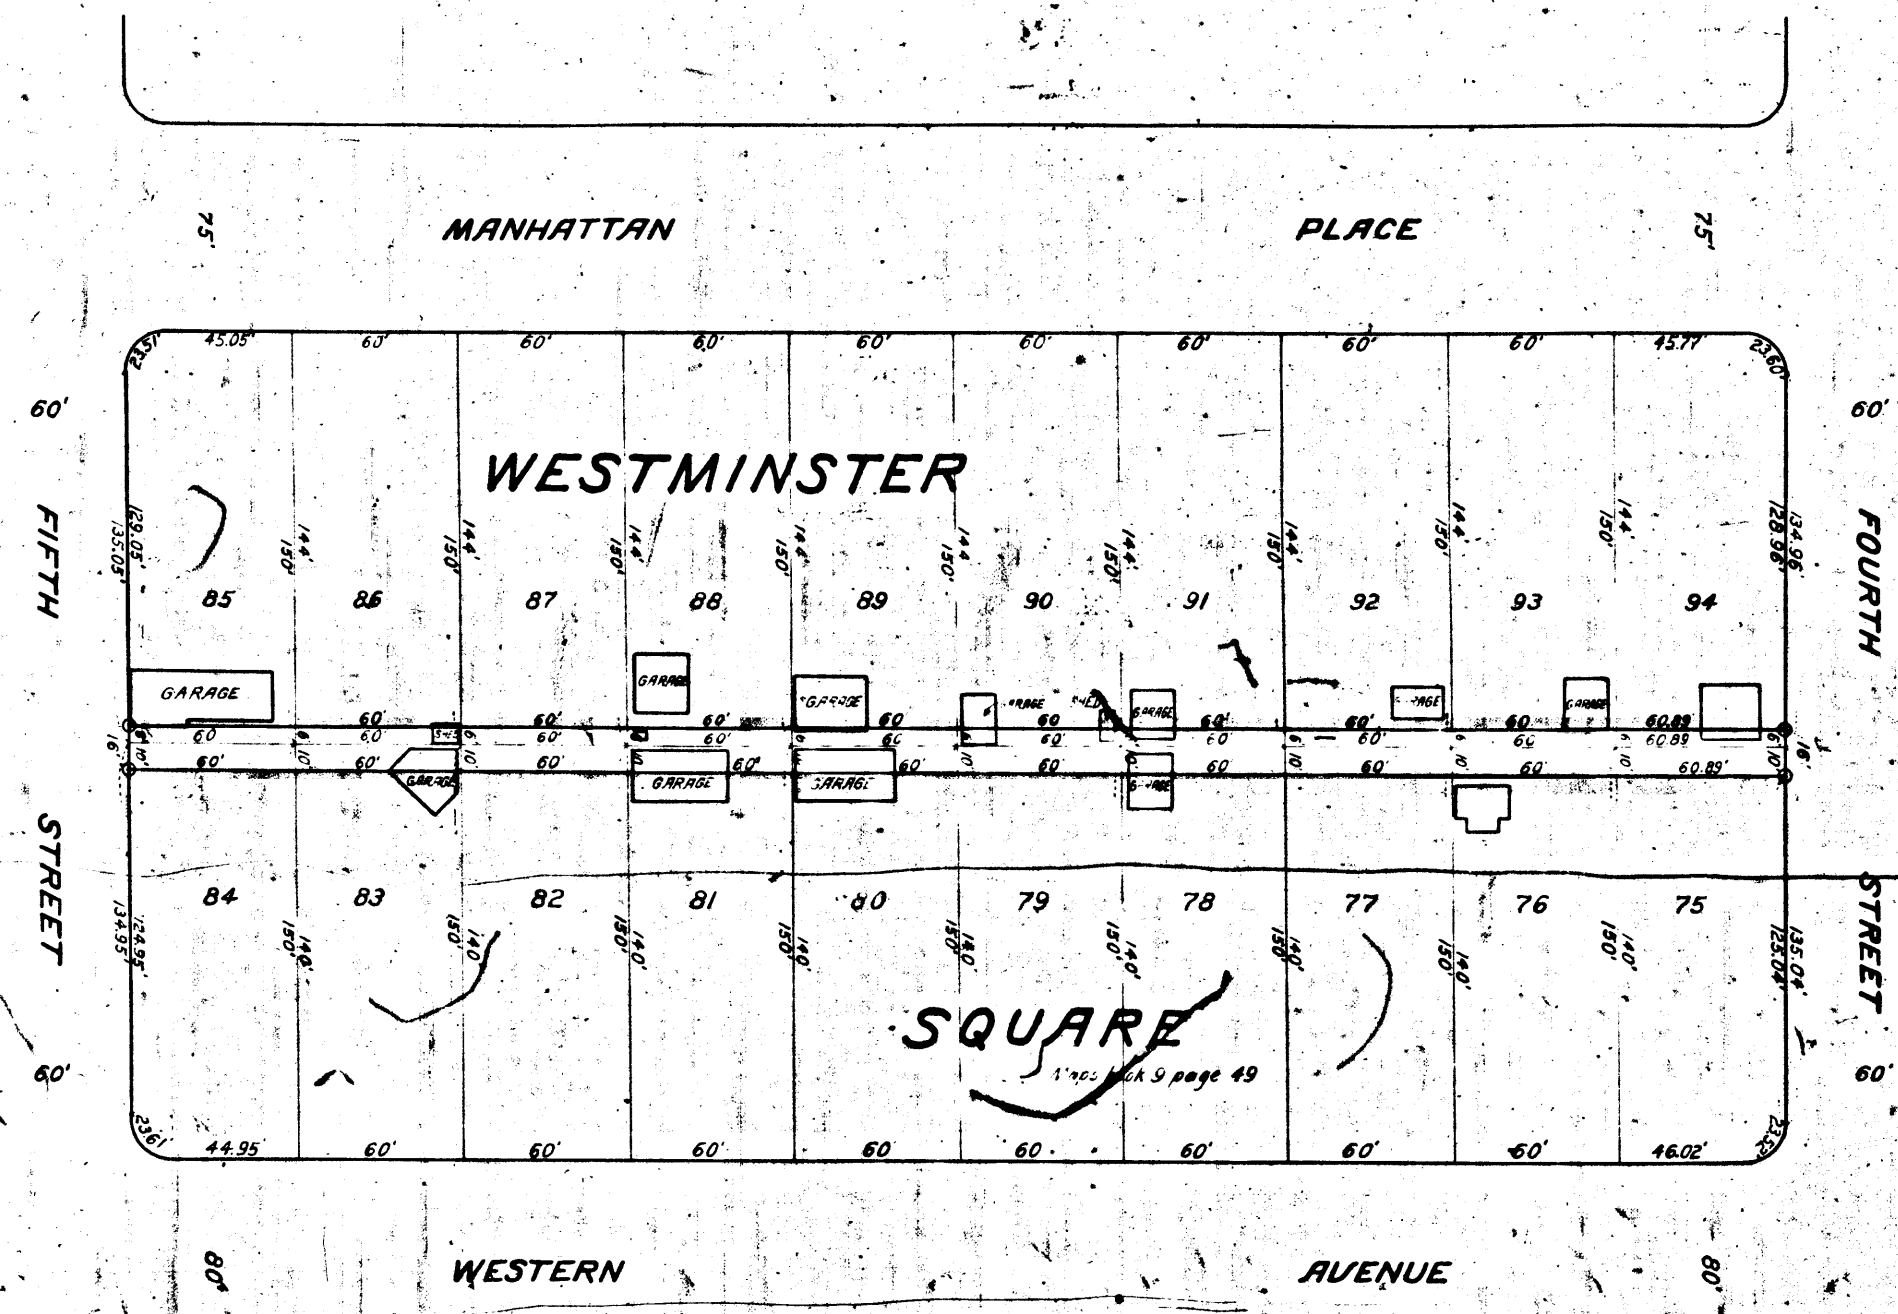 75' MANHATTAN PLACE 75'
23.51' 45.05' 60' 60' 60' 60' 60' 60' 60' 60' 45.77' 23.60'
60' 60'
WESTMINSTER
FIFTH 135.05' 129.05' 150' 144' 150' 144' 150' 144' 150' 144' 150' 144 150' 144' 150' 144' 150' 144' 150' 144' 128.96' 134.96' FOURTH
85 86 87 88 89 90 91 92 93 94
GARAGE GARAGE GARAGE GARAGE GARAGE
60' 60' 60' 60 60 60' 60' 60 60.89
60 60 60' 60' 60 60' 60 60' 60 60.89
16' 6' 10' 6 10' 6 10' 6 10' 6 10' 6 10' 6 10' 6' 10' 16'
60' 60' 60' 60' 60' 60' 60' 60' 60' 60.89'
GARAGE GARAGE GARAGE
STREET 84 83 82 81 80 79 78 77 76 75 STREET
134.95' 124.95' 150' 140' 150' 140' 150' 140' 150' 140' 150' 140' 150' 140' 150' 140' 150' 140' 150' 140' 125.04' 135.04'
SQUARE
9 page 49
60' 60'
23.61' 44.95 60' 60' 60' 60 60 60' 60' 60' 46.02'
80' WESTERN AVENUE 80'